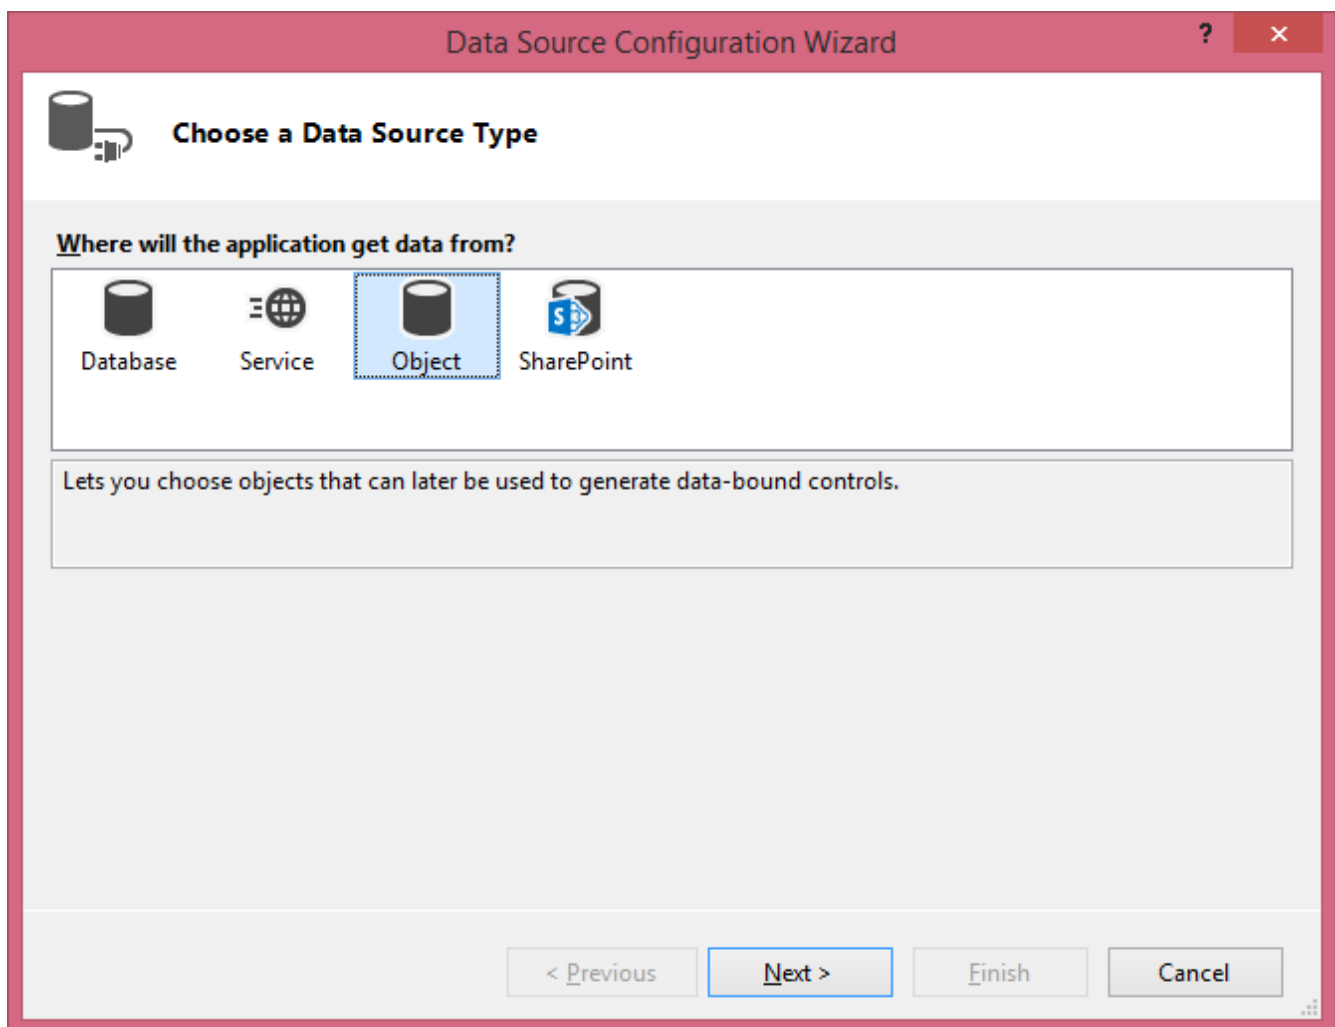 Data Source Configuration Wizard ?
Choose a Data Source Type
Where will the application get data from?
Database Service Object SharePoint
Lets you choose objects that can later be used to generate data-bound controls.
< Previous Next > Finish Cancel